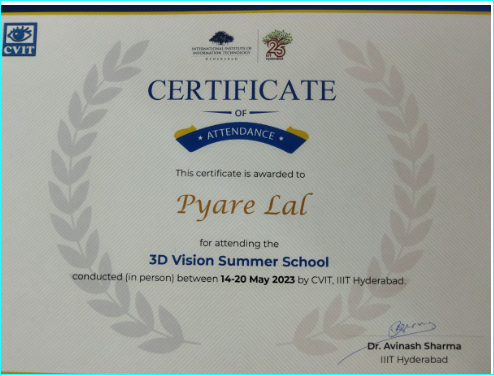 CVIT
INTERNATIONAL INSTITUTE OF
INFORMATION TECHNOLOGY
HYDERABAD
25
CERTIFICATE
OF
ATTENDANCE
This certificate is awarded to
Pyare Lal
for attending the
3D Vision Summer School
conducted (in person) between 14-20 May 2023 by CVIT, IIIT Hyderabad.
Dr. Avinash Sharma
IIIT Hyderabad